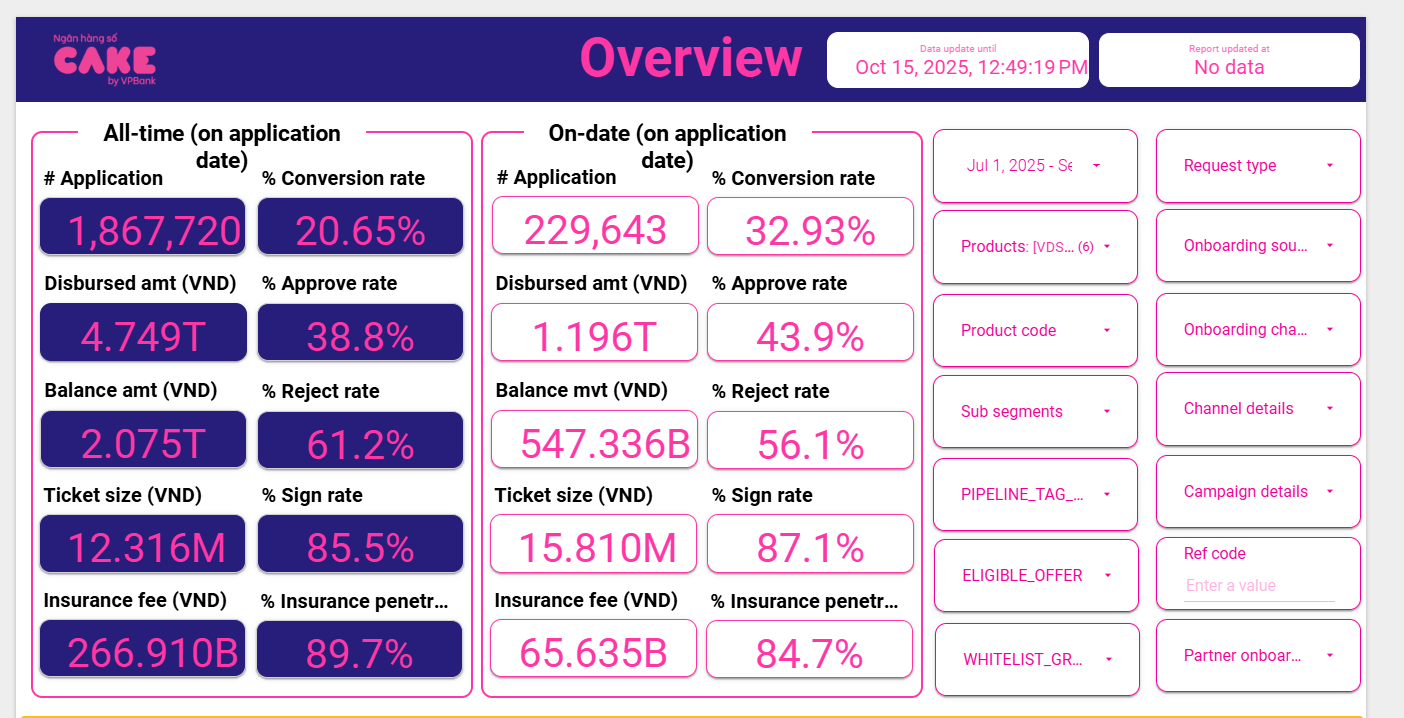 Ngân hàng số
CAKE
by VPBank
Overview
Data update until
Oct 15, 2025, 12:49:19 PM
Report updated at
No data
All-time (on application
date)
# Application
% Conversion rate
1,867,720
20.65%
Disbursed amt (VND)
% Approve rate
4.749T
38.8%
Balance amt (VND)
% Reject rate
2.075T
61.2%
Ticket size (VND)
% Sign rate
12.316M
85.5%
Insurance fee (VND)
% Insurance penetr...
266.910B
89.7%
On-date (on application
date)
# Application
% Conversion rate
229,643
32.93%
Disbursed amt (VND)
% Approve rate
1.196T
43.9%
Balance mvt (VND)
% Reject rate
547.336B
56.1%
Ticket size (VND)
% Sign rate
15.810M
87.1%
Insurance fee (VND)
% Insurance penetr...
65.635B
84.7%
Jul 1, 2025 - Se
Request type
Products: [VDS... (6)
Onboarding sou...
Product code
Onboarding cha...
Sub segments
Channel details
PIPELINE_TAG_...
Campaign details
ELIGIBLE_OFFER
Ref code
Enter a value
WHITELIST_GR...
Partner onboar...